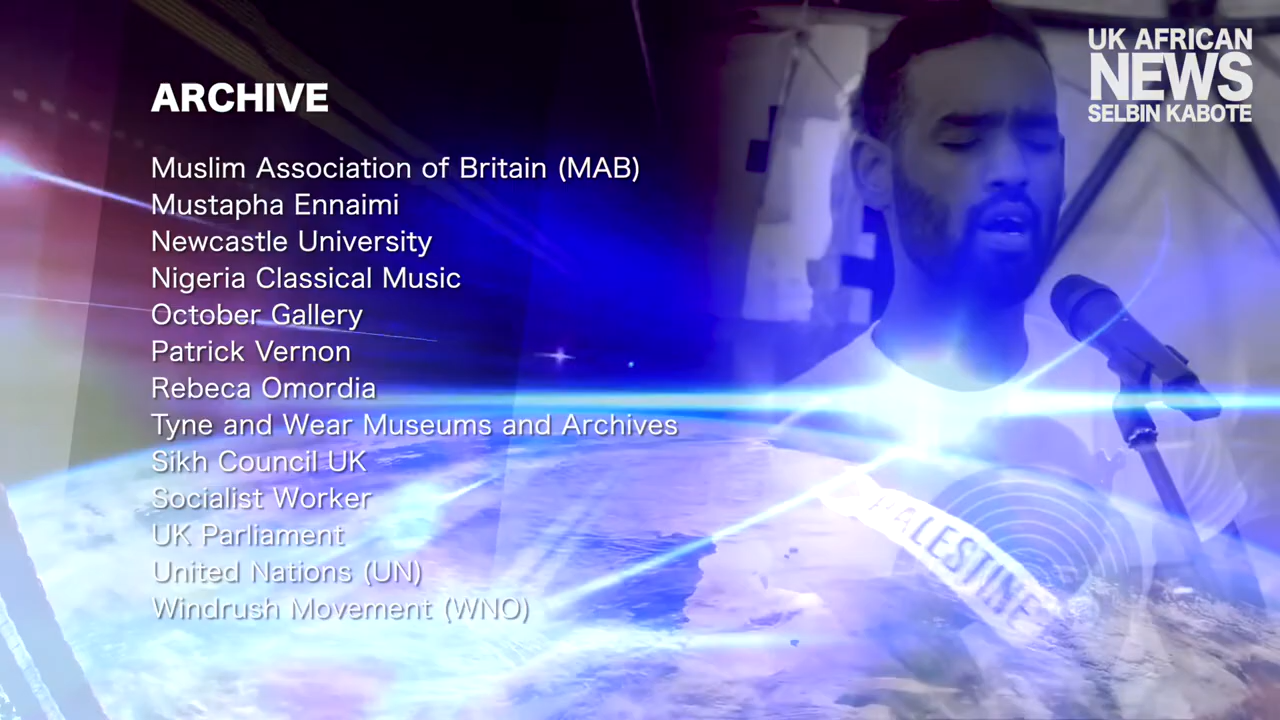 UK AFRICAN
NEWS
SELBIN KABOTE
ARCHIVE
Muslim Association of Britain (MAB)
Mustapha Ennaimi
Newcastle University
Nigeria Classical Music
October Gallery
Patrick Vernon
Rebeca Omordia
Tyne and Wear Museums and Archives
Sikh Council UK
Socialist Worker
UK Parliament
United Nations (UN)
Windrush Movement (WNO)
PALESTINE